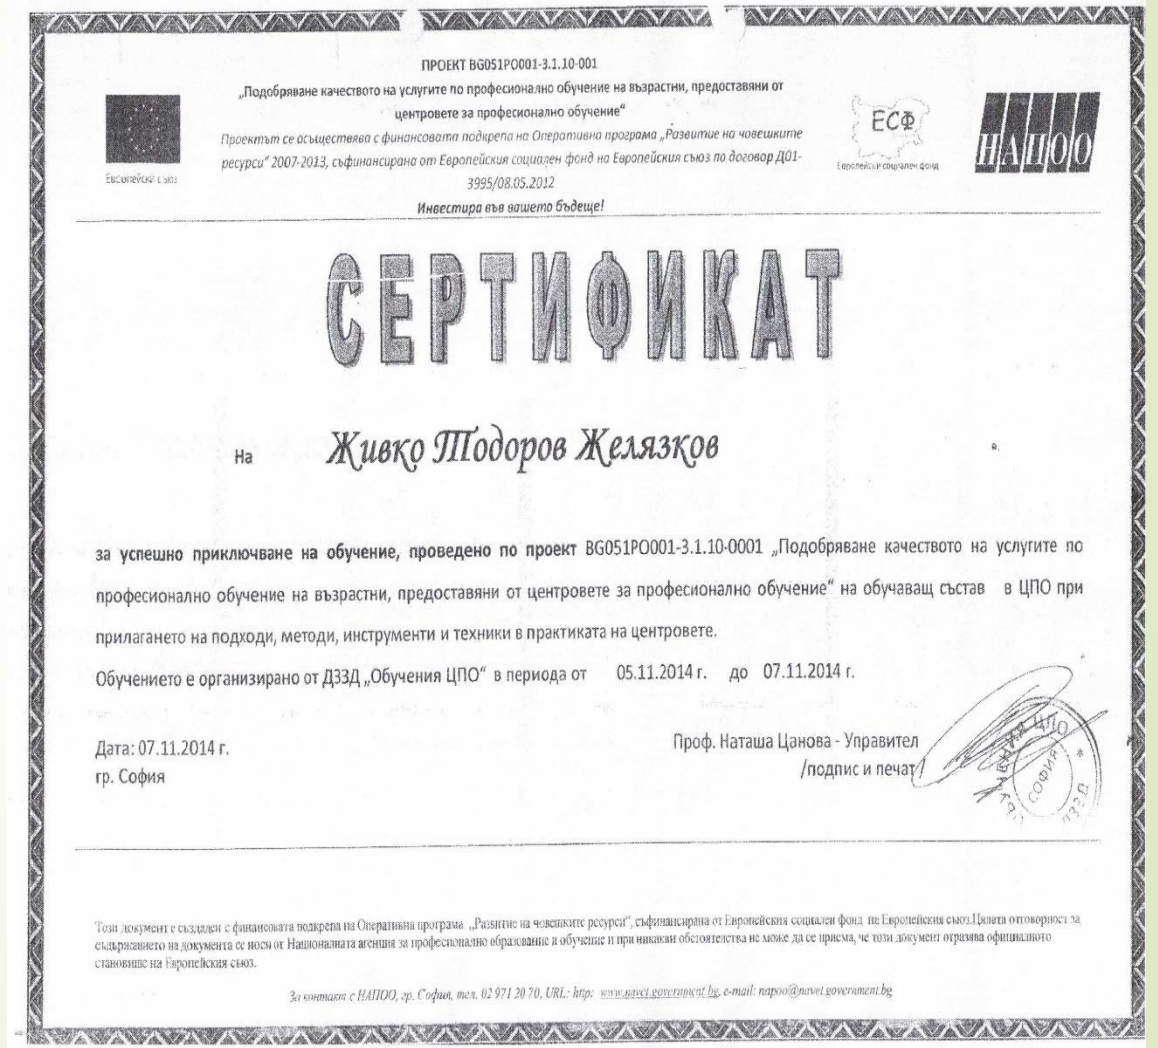 ПРОЕКТ BG051PO001-3.1.10-001
„Подобряване качеството на услугите по професионално обучение на възрастни, предоставяни от
центровете за професионално обучение“
Проектът се осъществява с финансовата подкрепа на Оперативна програма „Развитие на човешките
ресурси“ 2007-2013, съфинансирана от Европейския социален фонд на Европейския съюз по договор Д01-
3995/08.05.2012
Инвестира във вашето бъдеще!
Европейски съюз
ЕСФ
Европейски социален фонд
НАПОО
СЕРТИФИКАТ
На Живко Тодоров Желязков
за успешно приключване на обучение, проведено по проект BG051PO001-3.1.10-0001 „Подобряване качеството на услугите по
професионално обучение на възрастни, предоставяни от центровете за професионално обучение“ на обучаващ състав в ЦПО при
прилагането на подходи, методи, инструменти и техники в практиката на центровете.
Обучението е организирано от ДЗЗД „Обучения ЦПО“ в периода от 05.11.2014 г. до 07.11.2014 г.
Дата: 07.11.2014 г.
гр. София
Проф. Наташа Цанова - Управител
/подпис и печат/
ОБУЧЕНИЯ ЦПО * ДЗЗД
СОФИЯ
Този документ е създаден с финансовата подкрепа на Оперативна програма „Развитие на човешките ресурси“, съфинансирана от Европейския социален фонд на Европейския съюз.Цялата отговорност за
съдържанието на документа се носи от Националната агенция за професионално образование и обучение и при никакви обстоятелства не може да се приема, че този документ отразява официалното
становище на Европейския съюз.
За контакт с НАПОО, гр. София, тел. 02 971 20 70, URL: http: www.navet.government.bg, e-mail: napoo@navet.government.bg